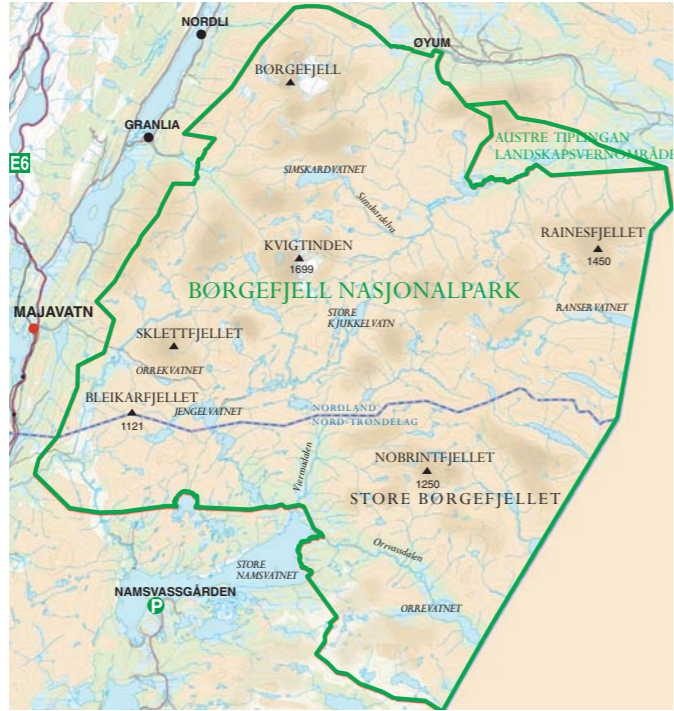 NORDLI
ØYUM
BØRGEFJELL
GRANLIA
AUSTRE TIPLINGAN
LANDSKAPSVERNOMRÅDE
E6
SIMSKARDVATNET
Simskardelva
KVIGTINDEN
1699
RAINESFJELLET
1450
BØRGEFJELL NASJONALPARK
MAJAVATN
STORE
KJUKKELVATN
RANSERVATNET
SKLETTFJELLET
ORREKVATNET
BLEIKARFJELLET
1121
JENGELVATNET
NORDLAND
NORD-TRØNDELAG
Viermadalen
NOBRINTFJELLET
1250
STORE BØRGEFJELLET
Orrvassdalen
STORE
NAMSVATNET
NAMSVASSGÅRDEN
P
ORREVATNET